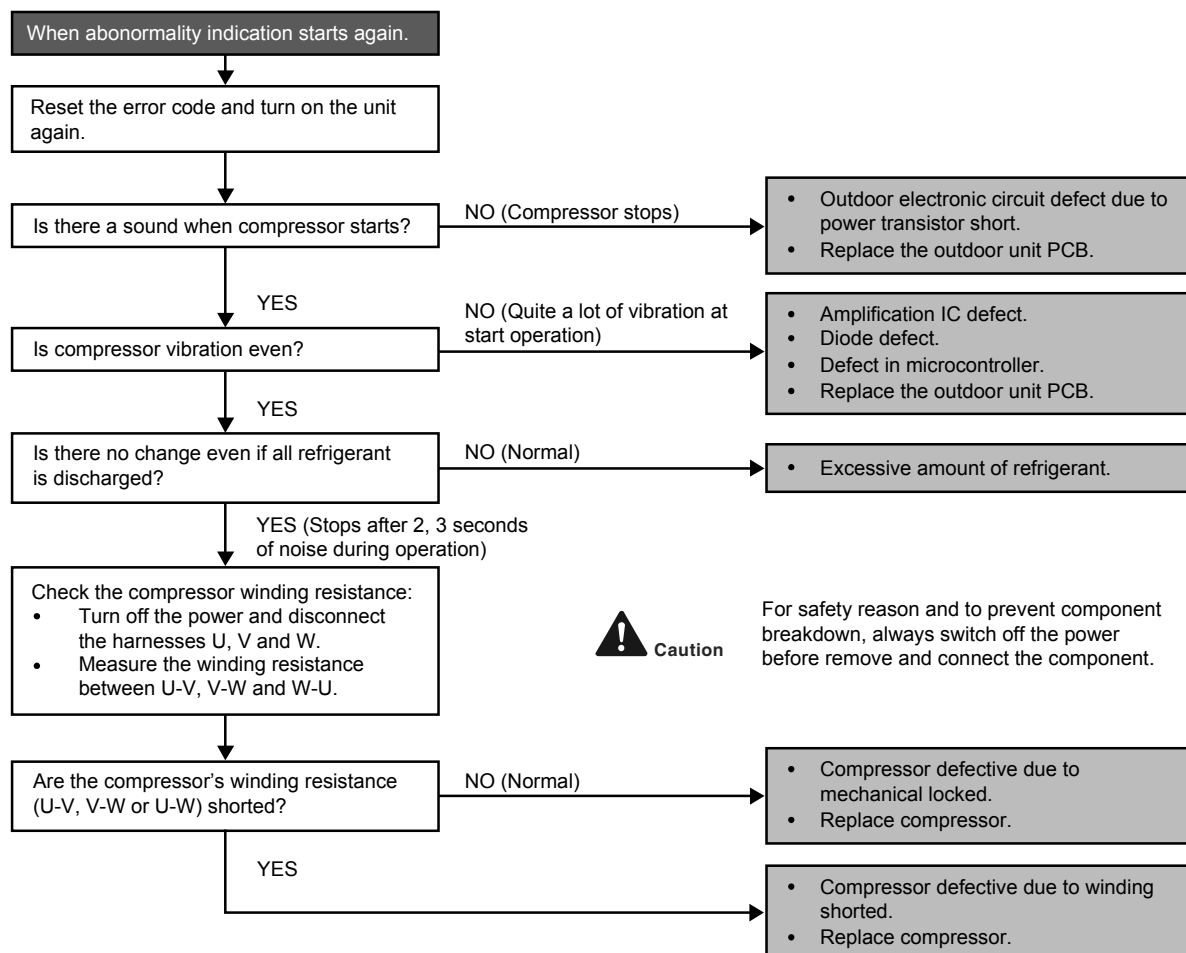 When abonormality indication starts again.
Reset the error code and turn on the unit
again.
Is there a sound when compressor starts?
NO (Compressor stops)
• Outdoor electronic circuit defect due to
power transistor short.
• Replace the outdoor unit PCB.
YES
Is compressor vibration even?
NO (Quite a lot of vibration at
start operation)
• Amplification IC defect.
• Diode defect.
• Defect in microcontroller.
• Replace the outdoor unit PCB.
YES
Is there no change even if all refrigerant
is discharged?
NO (Normal)
• Excessive amount of refrigerant.
YES (Stops after 2, 3 seconds
of noise during operation)
Check the compressor winding resistance:
• Turn off the power and disconnect
the harnesses U, V and W.
• Measure the winding resistance
between U-V, V-W and W-U.
Caution
For safety reason and to prevent component
breakdown, always switch off the power
before remove and connect the component.
Are the compressor’s winding resistance
(U-V, V-W or U-W) shorted?
NO (Normal)
• Compressor defective due to
mechanical locked.
• Replace compressor.
YES
• Compressor defective due to winding
shorted.
• Replace compressor.